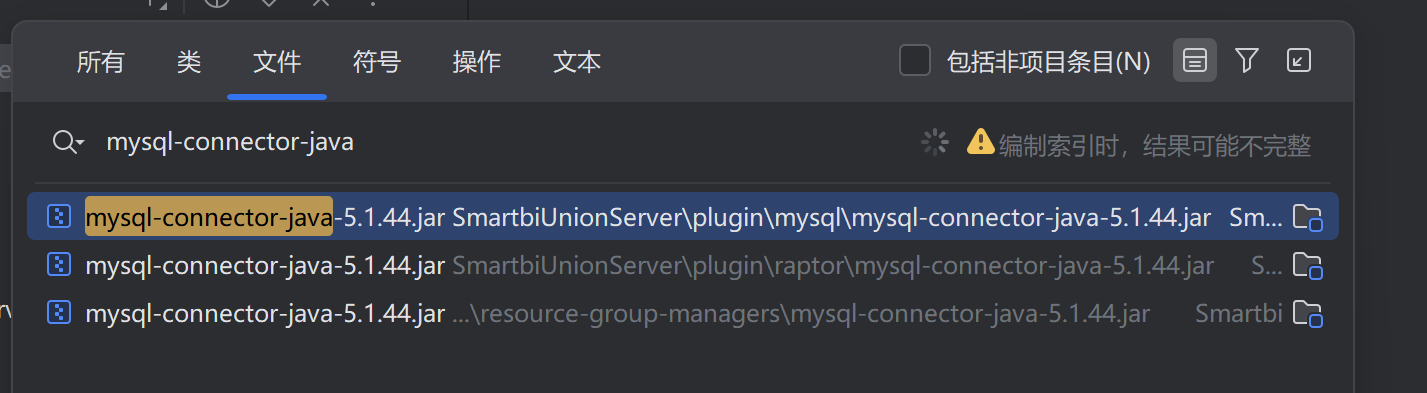 所有 类 文件 符号 操作 文本 包括非项目条目(N)
mysql-connector-java 编制索引时，结果可能不完整
mysql-connector-java-5.1.44.jar SmartbiUnionServer\plugin\mysql\mysql-connector-java-5.1.44.jar Sm...
mysql-connector-java-5.1.44.jar SmartbiUnionServer\plugin\raptor\mysql-connector-java-5.1.44.jar S...
mysql-connector-java-5.1.44.jar ...\resource-group-managers\mysql-connector-java-5.1.44.jar Smartbi